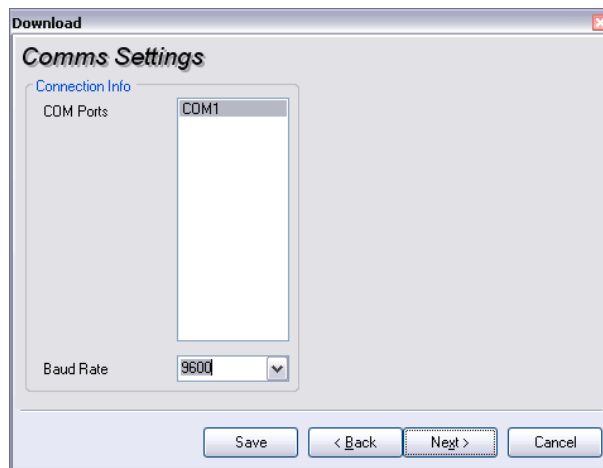 Download
Comms Settings
Connection Info
COM Ports
COM1
Baud Rate
9600
Save
< Back
Next >
Cancel